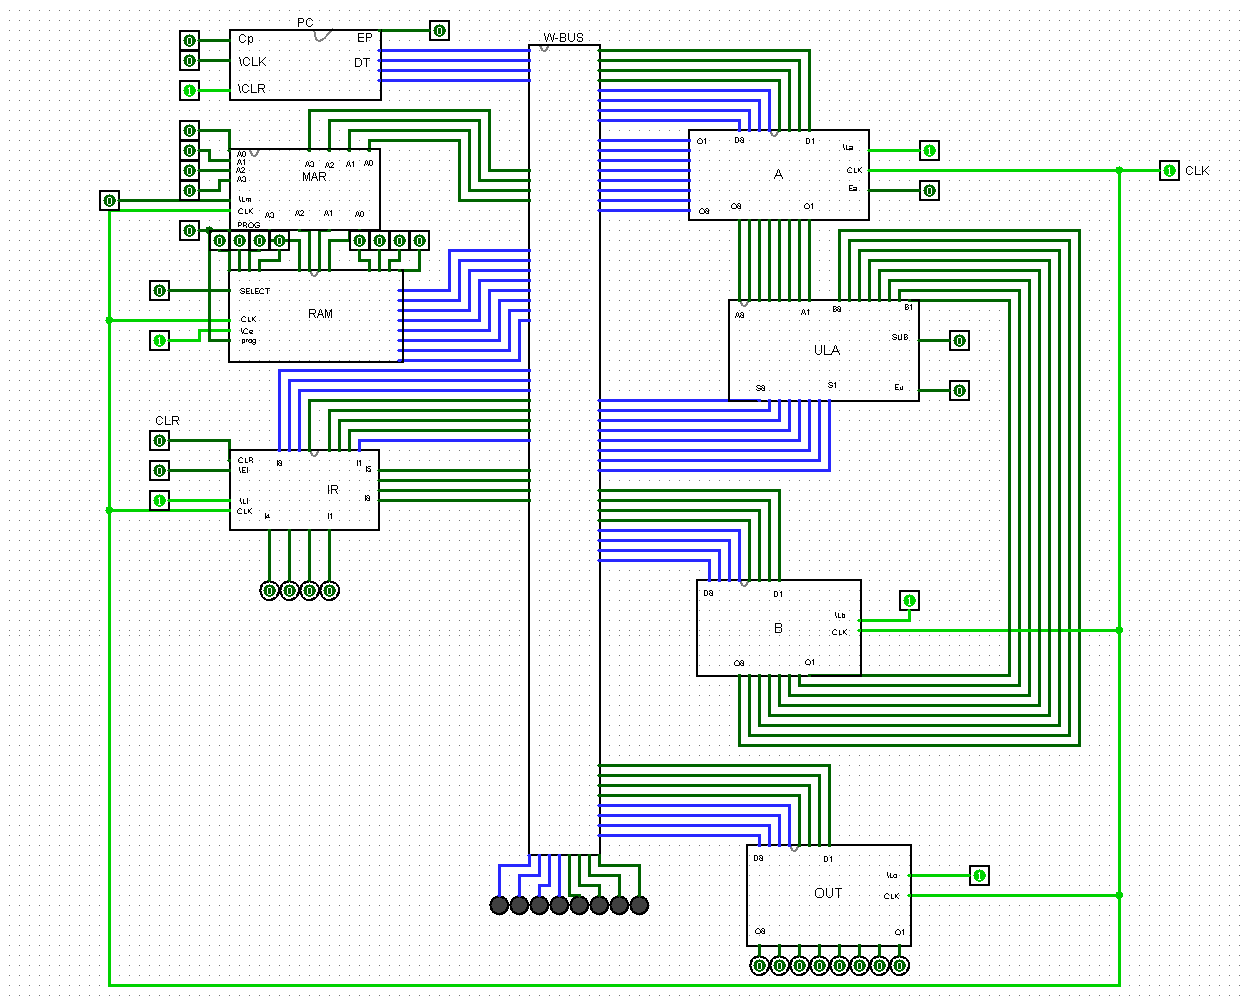 PC
Cp
EP
0
0
\CLK
DT
0
\CLR
1
W-BUS
0
A0
0
A1
A2
0
A3
0
A3
A2
A1
A0
MAR
\Lm
0
CLK
A3
A2
A1
A0
PROG
0
0
0
0
0
0
0
0
0
SELECT
0
RAM
CLK
\Ce
prog
1
CLR
0
CLR
\EI
0
I8
I1
I5
IR
I8
\LI
1
CLK
I4
I1
0
0
0
0
O1
D8
D1
\La
1
A
CLK
1
CLK
Ea
0
O8
O8
O1
A8
A1
B8
B1
SUB
0
ULA
S8
S1
Eu
0
D8
D1
1
\Lb
B
CLK
O8
O1
D8
D1
\Lo
1
OUT
CLK
O8
O1
0
0
0
0
0
0
0
0